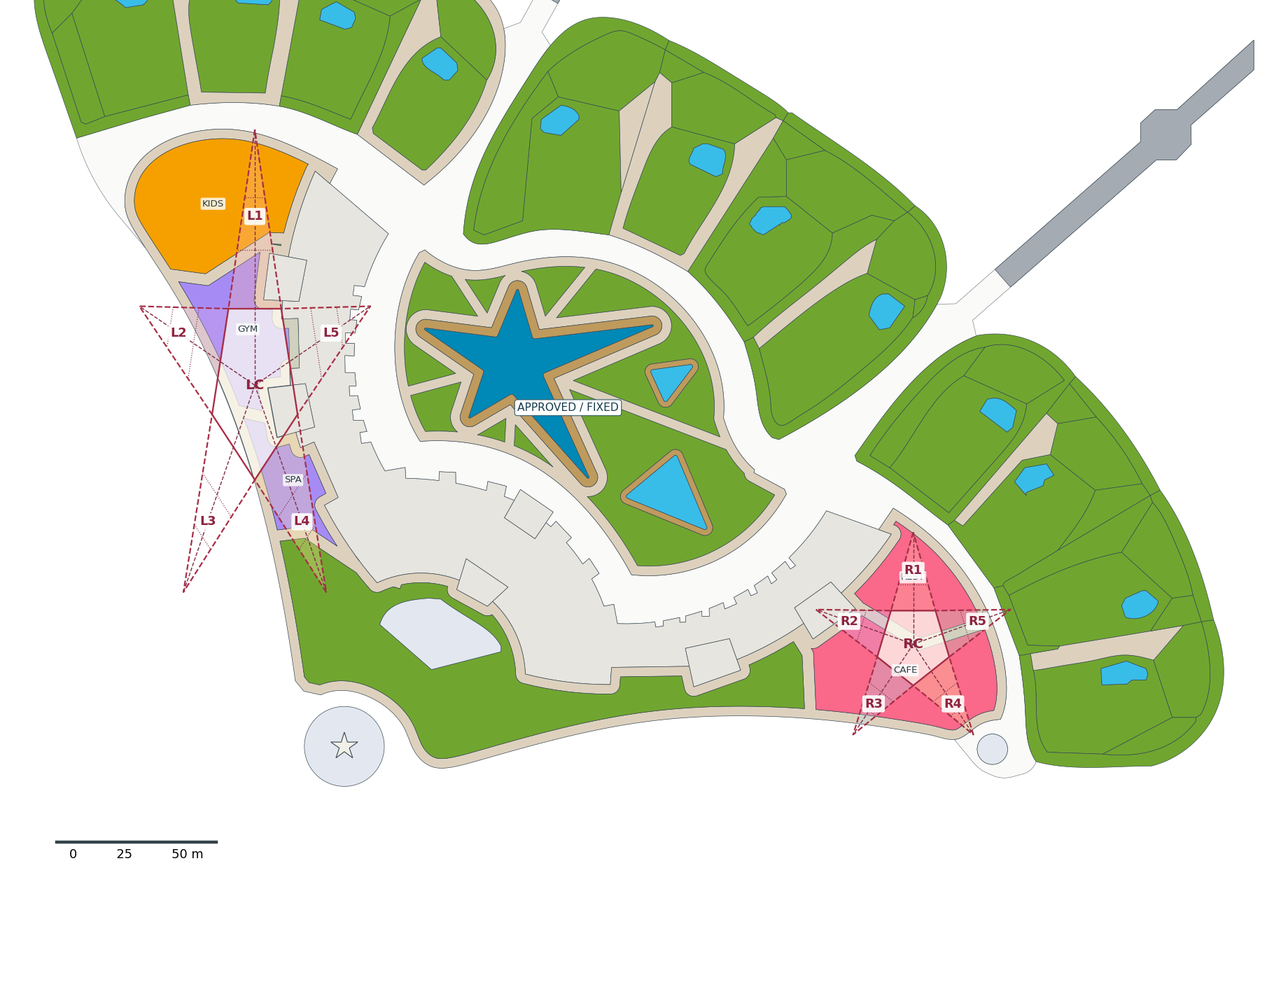 KIDS
L1
GYM
L2
L5
LC
APPROVED / FIXED
SPA
L3
L4
R1
R2
R5
RC
CAFE
R3
R4
0 25 50 m